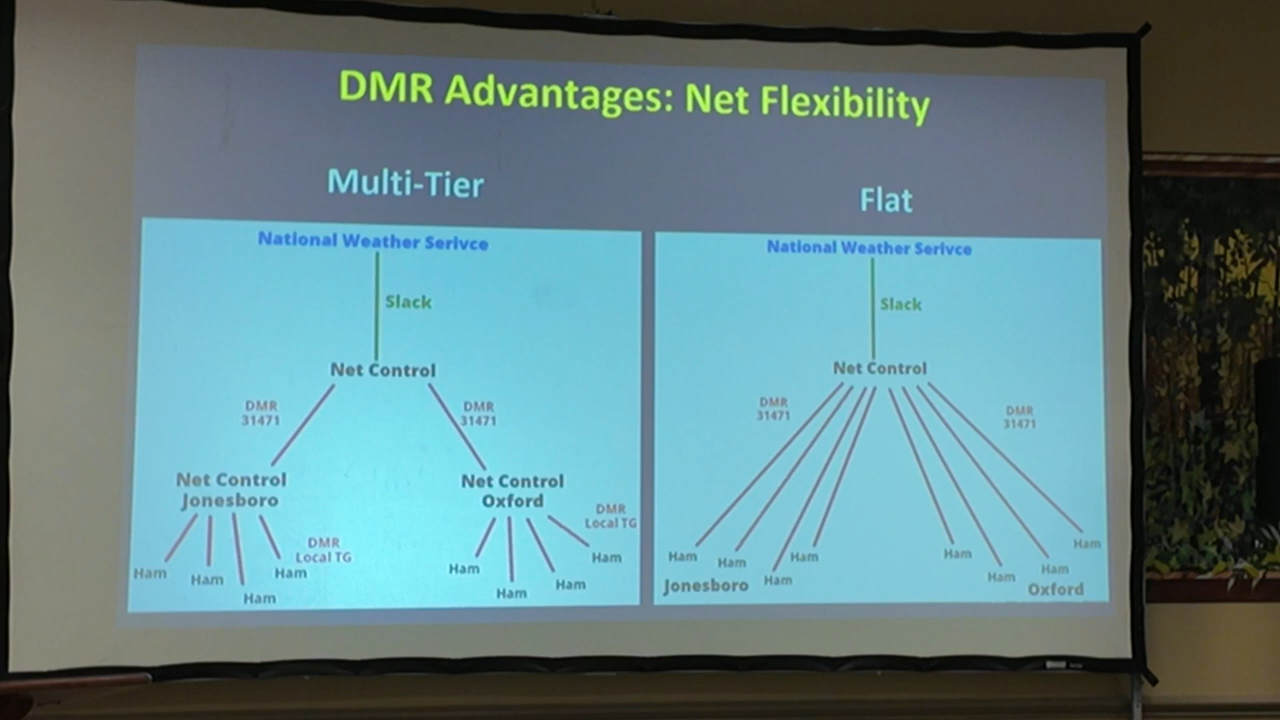 DMR Advantages: Net Flexibility
Multi-Tier
National Weather Serivce
Slack
Net Control
DMR
31471
DMR
31471
Net Control
Jonesboro
Net Control
Oxford
DMR
Local TG
DMR
Local TG
Ham
Ham
Ham
Ham
Ham
Ham
Ham
Ham
Flat
National Weather Serivce
Slack
Net Control
DMR
31471
DMR
31471
Ham
Ham
Ham
Ham
Jonesboro
Ham
Ham
Ham
Ham
Oxford